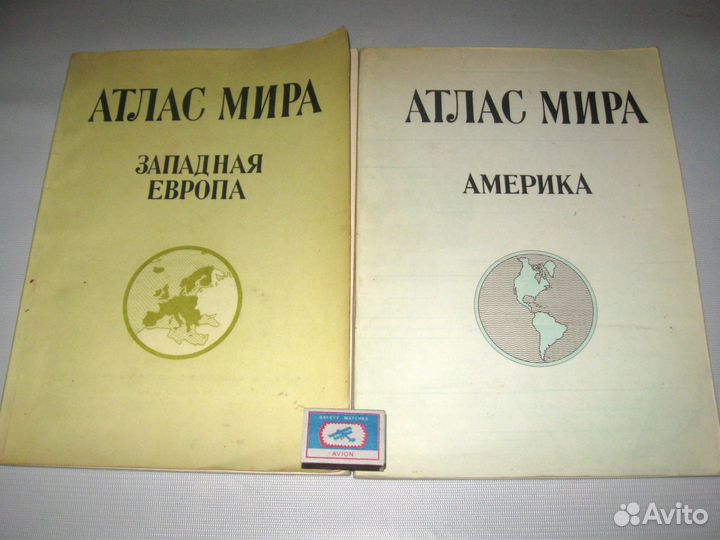 АТЛАС МИРА
ЗАПАДНАЯ
ЕВРОПА
АТЛАС МИРА
АМЕРИКА
SAFETY MATCHES
AVION
Avito